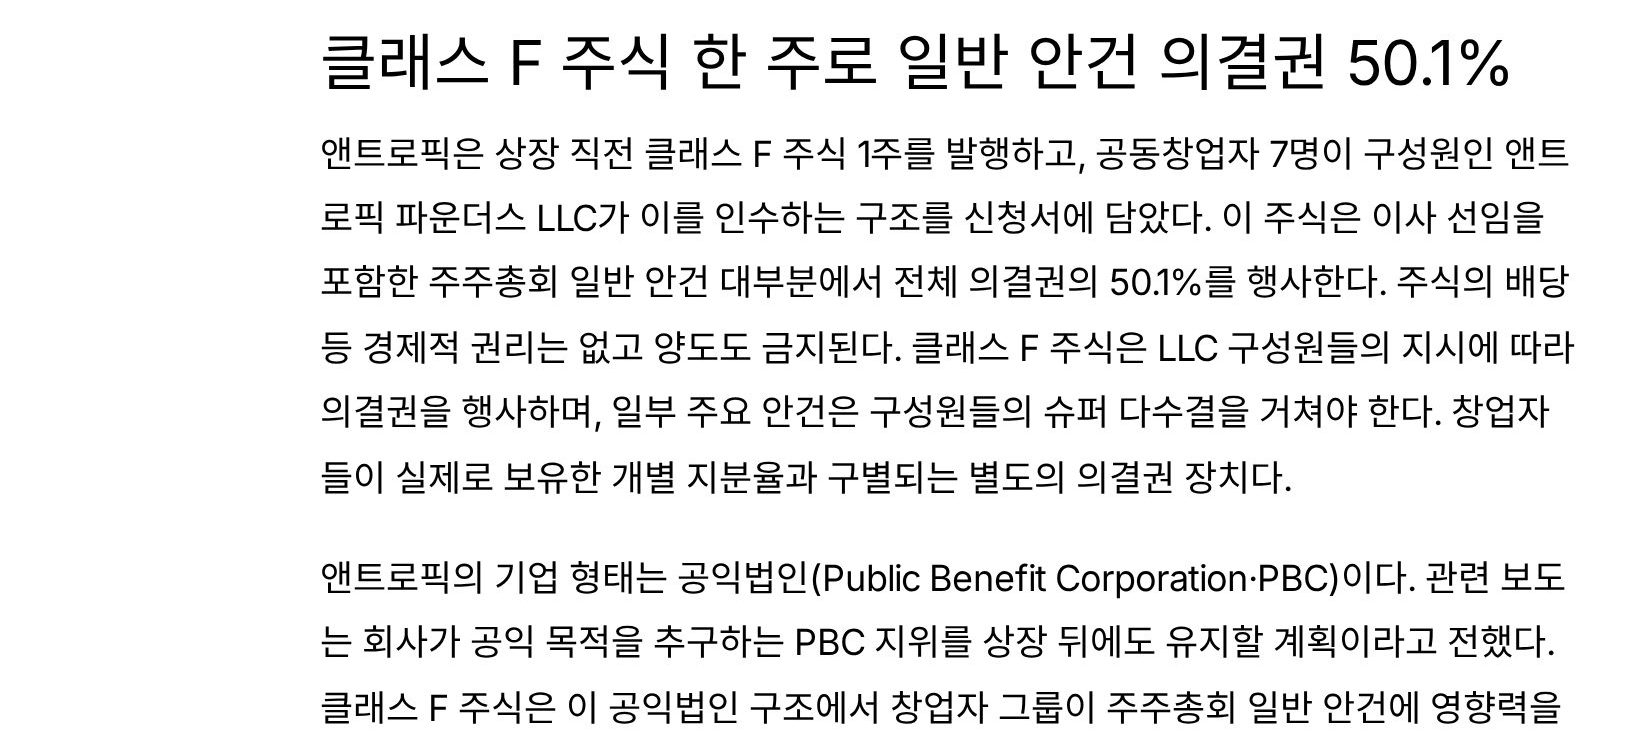 클래스 F 주식 한 주로 일반 안건 의결권 50.1%
앤트로픽은 상장 직전 클래스 F 주식 1주를 발행하고, 공동창업자 7명이 구성원인 앤트
로픽 파운더스 LLC가 이를 인수하는 구조를 신청서에 담았다. 이 주식은 이사 선임을
포함한 주주총회 일반 안건 대부분에서 전체 의결권의 50.1%를 행사한다. 주식의 배당
등 경제적 권리는 없고 양도도 금지된다. 클래스 F 주식은 LLC 구성원들의 지시에 따라
의결권을 행사하며, 일부 주요 안건은 구성원들의 슈퍼 다수결을 거쳐야 한다. 창업자
들이 실제로 보유한 개별 지분율과 구별되는 별도의 의결권 장치다.
앤트로픽의 기업 형태는 공익법인(Public Benefit Corporation·PBC)이다. 관련 보도
는 회사가 공익 목적을 추구하는 PBC 지위를 상장 뒤에도 유지할 계획이라고 전했다.
클래스 F 주식은 이 공익법인 구조에서 창업자 그룹이 주주총회 일반 안건에 영향력을